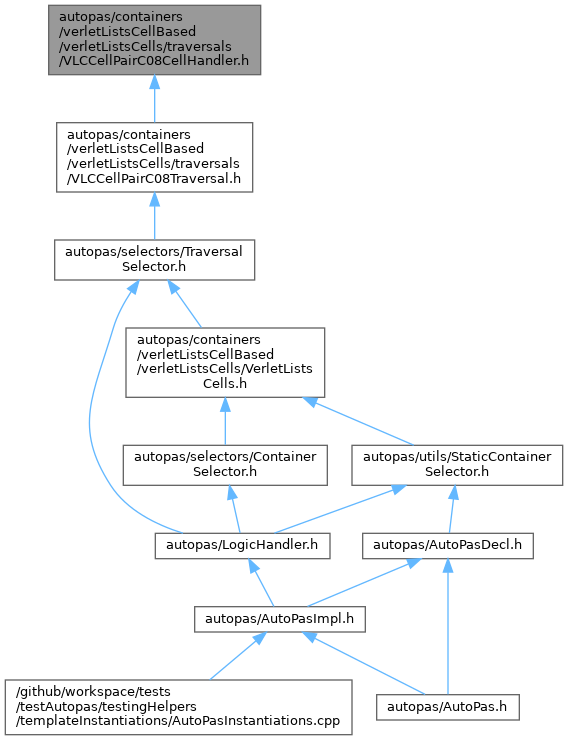 autopas/containers
/verletListsCellBased
/verletListsCells/traversals
/VLCCellPairC08CellHandler.h
autopas/containers
/verletListsCellBased
/verletListsCells/traversals
/VLCCellPairC08Traversal.h
autopas/selectors/Traversal
Selector.h
autopas/containers
/verletListsCellBased
/verletListsCells/VerletLists
Cells.h
autopas/selectors/Container
Selector.h
autopas/utils/StaticContainer
Selector.h
autopas/LogicHandler.h
autopas/AutoPasDecl.h
autopas/AutoPasImpl.h
/github/workspace/tests
/testAutopas/testingHelpers
/templateInstantiations/AutoPasInstantiations.cpp
autopas/AutoPas.h